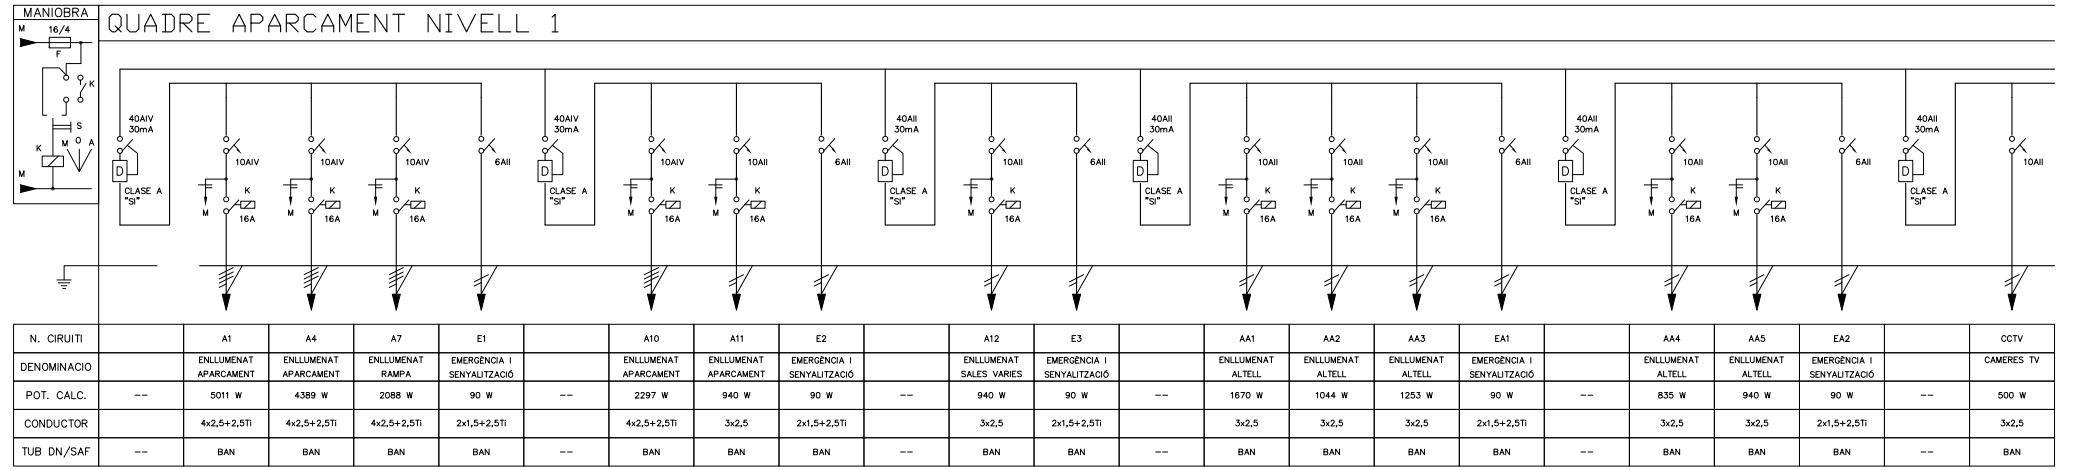 MANIOBRA
QUADRE APARCAMENT NIVELL 1
M
16/4
F
K
S
M O A
K
M
40AIV
30mA
D
CLASE A
"SI"
10AIV
K
M
16A
10AIV
K
M
16A
10AIV
K
M
16A
6AII
40AIV
30mA
D
CLASE A
"SI"
10AIV
K
M
16A
10AII
K
M
16A
6AII
40AII
30mA
D
CLASE A
"SI"
10AII
K
M
16A
6AII
40AII
30mA
D
CLASE A
"SI"
10AII
K
M
16A
10AII
K
M
16A
10AII
K
M
16A
6AII
40AII
30mA
D
CLASE A
"SI"
10AII
K
M
16A
10AII
K
M
16A
6AII
40AII
30mA
D
CLASE A
"SI"
10AII
N. CIRUITI A1 A4 A7 E1 A10 A11 E2 A12 E3 AA1 AA2 AA3 EA1 AA4 AA5 EA2 CCTV
DENOMINACIO
ENLLUMENAT
APARCAMENT
ENLLUMENAT
APARCAMENT
ENLLUMENAT
RAMPA
EMERGÈNCIA I
SENYALITZACIÓ
ENLLUMENAT
APARCAMENT
ENLLUMENAT
APARCAMENT
EMERGÈNCIA I
SENYALITZACIÓ
ENLLUMENAT
SALES VARIES
EMERGÈNCIA I
SENYALITZACIÓ
ENLLUMENAT
ALTELL
ENLLUMENAT
ALTELL
ENLLUMENAT
ALTELL
EMERGÈNCIA I
SENYALITZACIÓ
ENLLUMENAT
ALTELL
ENLLUMENAT
ALTELL
EMERGÈNCIA I
SENYALITZACIÓ
CAMERES TV
POT. CALC. -- 5011 W 4389 W 2088 W 90 W -- 2297 W 940 W 90 W -- 940 W 90 W -- 1670 W 1044 W 1253 W 90 W -- 835 W 940 W 90 W -- 500 W
CONDUCTOR 4x2,5+2,5Ti 4x2,5+2,5Ti 4x2,5+2,5Ti 2x1,5+2,5Ti 4x2,5+2,5Ti 3x2,5 2x1,5+2,5Ti 3x2,5 2x1,5+2,5Ti 3x2,5 3x2,5 3x2,5 2x1,5+2,5Ti 3x2,5 3x2,5 2x1,5+2,5Ti 3x2,5
TUB DN/SAF -- BAN BAN BAN BAN -- BAN BAN BAN -- BAN BAN -- BAN BAN BAN BAN -- BAN BAN BAN -- BAN